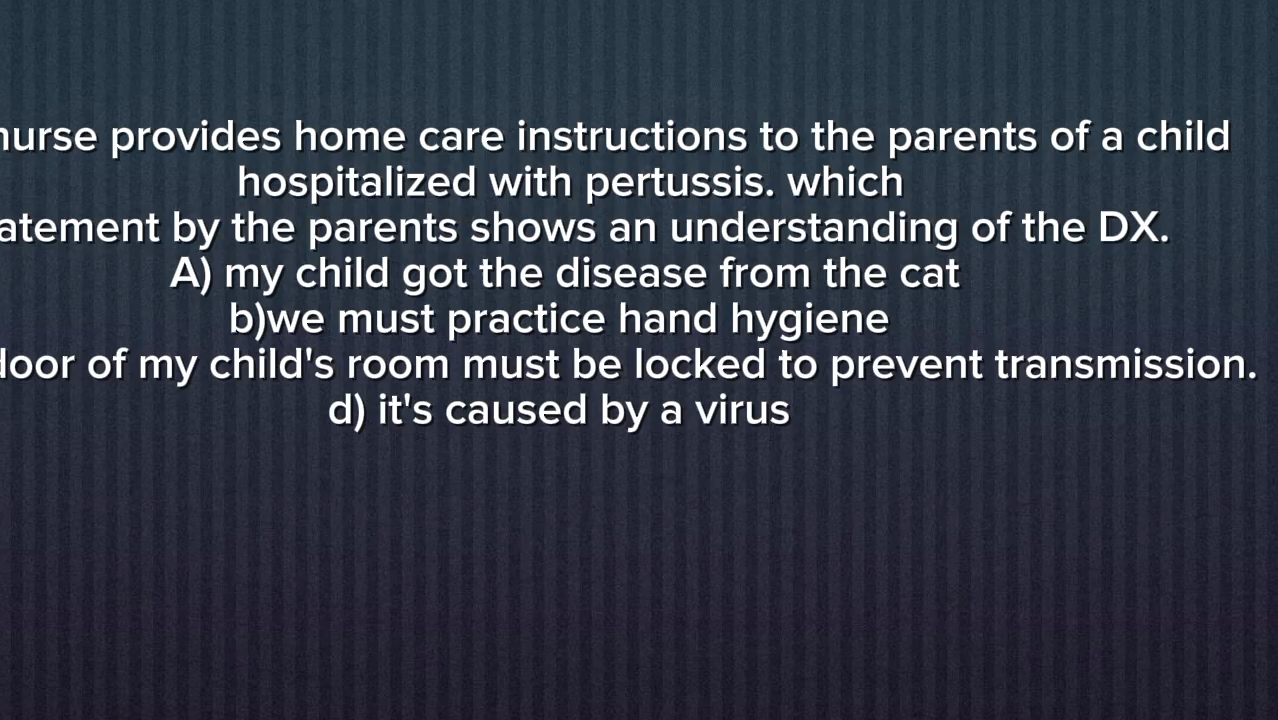 nurse provides home care instructions to the parents of a child
hospitalized with pertussis. which
atement by the parents shows an understanding of the DX.
A) my child got the disease from the cat
b)we must practice hand hygiene
door of my child's room must be locked to prevent transmission.
d) it's caused by a virus